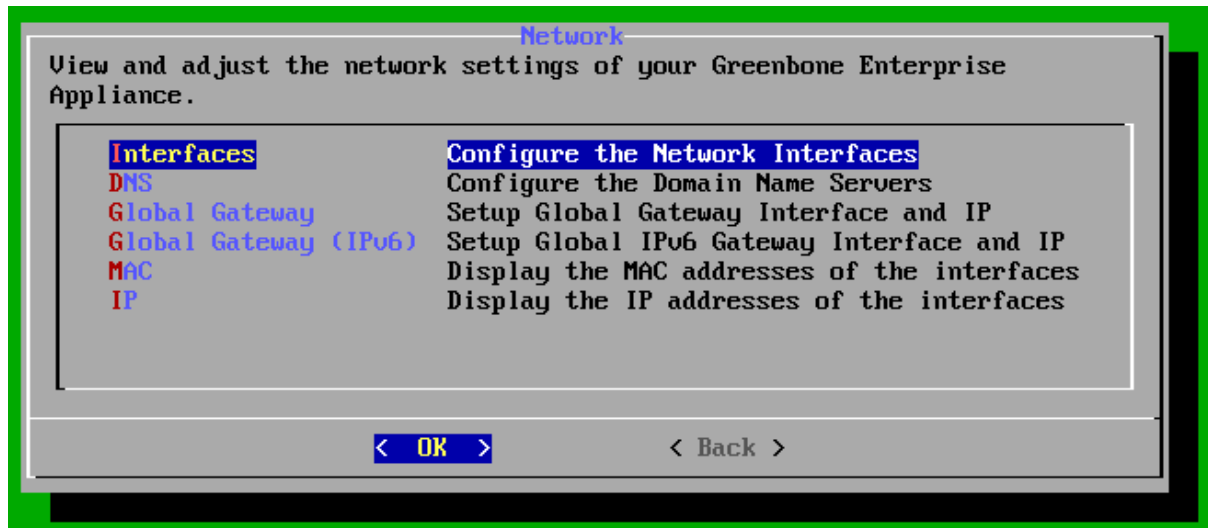 Network
View and adjust the network settings of your Greenbone Enterprise
Appliance.
Interfaces Configure the Network Interfaces
DNS Configure the Domain Name Servers
Global Gateway Setup Global Gateway Interface and IP
Global Gateway (IPv6) Setup Global IPv6 Gateway Interface and IP
MAC Display the MAC addresses of the interfaces
IP Display the IP addresses of the interfaces
< OK > < Back >